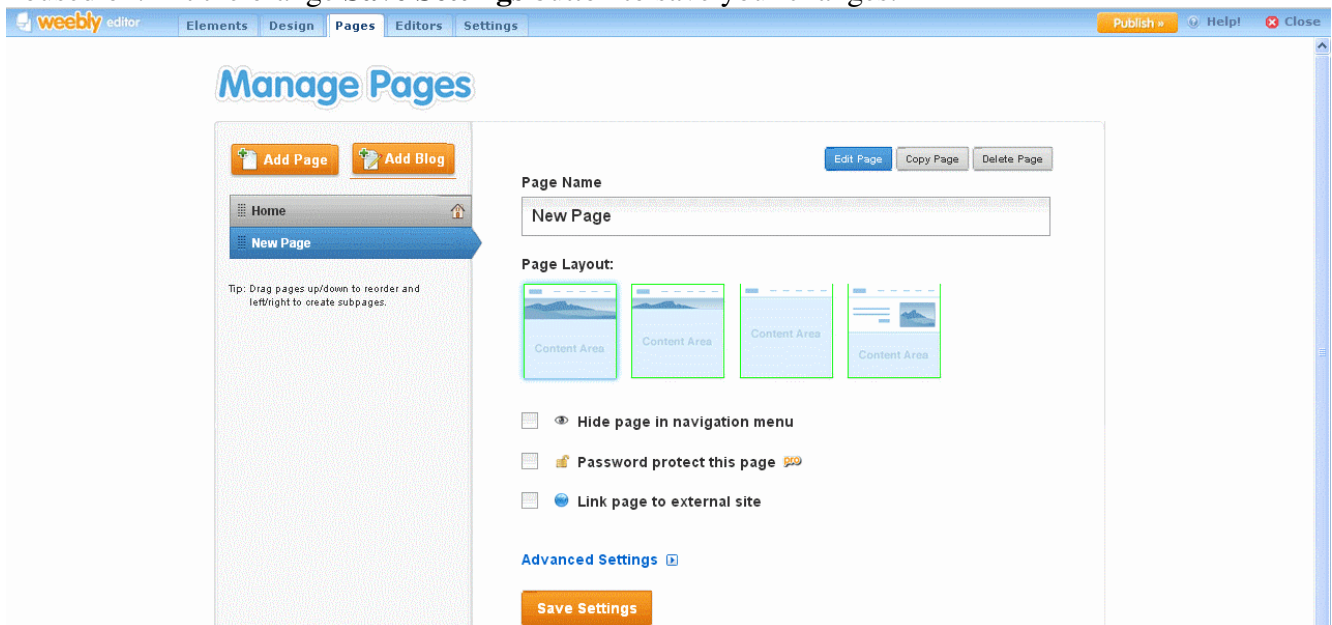 weebly editor Elements Design Pages Editors Settings Publish » Help! Close
Manage Pages
Add Page Add Blog
Edit Page Copy Page Delete Page
Page Name
Home
New Page
New Page
Page Layout:
Tip: Drag pages up/down to reorder and
left/right to create subpages.
Content Area Content Area Content Area Content Area
Hide page in navigation menu
Password protect this page pro
Link page to external site
Advanced Settings
Save Settings